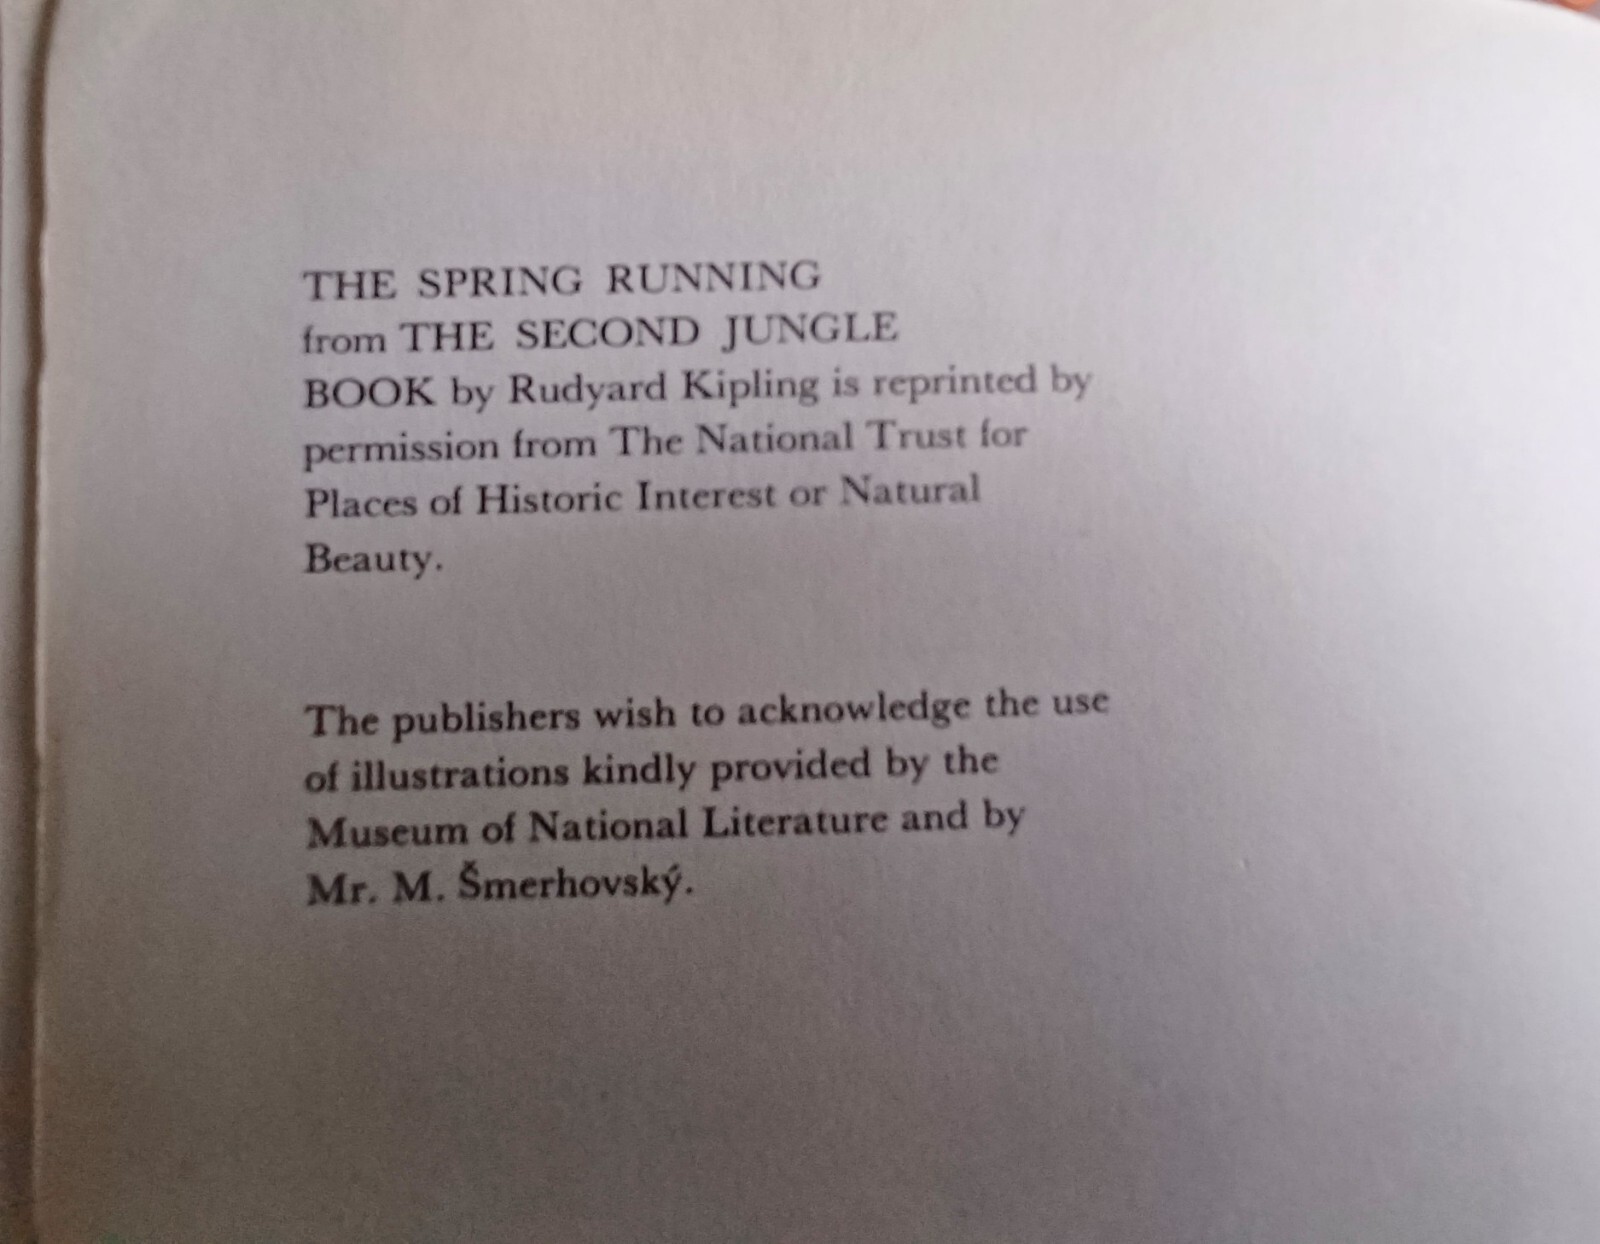 THE SPRING RUNNING
from THE SECOND JUNGLE
BOOK by Rudyard Kipling is reprinted by
permission from The National Trust for
Places of Historic Interest or Natural
Beauty.
The publishers wish to acknowledge the use
of illustrations kindly provided by the
Museum of National Literature and by
Mr. M. Šmerhovský.